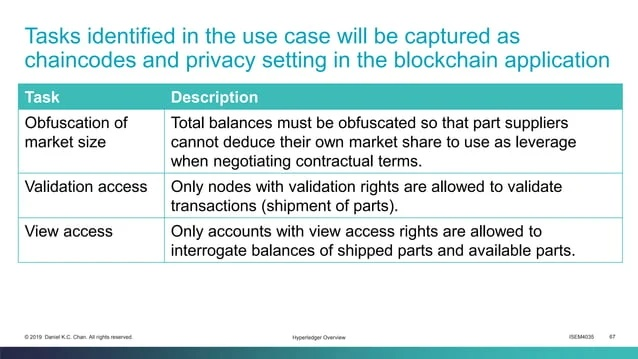 Tasks identified in the use case will be captured as
chaincodes and privacy setting in the blockchain application
Task Description
Obfuscation of market size
Total balances must be obfuscated so that part suppliers
cannot deduce their own market share to use as leverage
when negotiating contractual terms.
Validation access
Only nodes with validation rights are allowed to validate
transactions (shipment of parts).
View access
Only accounts with view access rights are allowed to
interrogate balances of shipped parts and available parts.
© 2019 Daniel K.C. Chan. All rights reserved. Hyperledger Overview ISEM4035 67